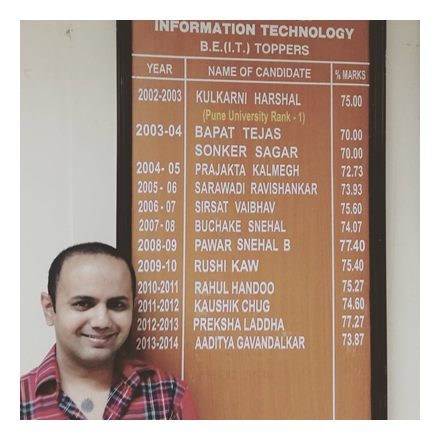 INFORMATION TECHNOLOGY
B.E.(I.T.) TOPPERS
YEAR NAME OF CANDIDATE % MARKS
2002-2003 KULKARNI HARSHAL 75.00
(Pune University Rank - 1)
2003-04 BAPAT TEJAS 70.00
SONKER SAGAR 70.00
2004-05 PRAJAKTA KALMEGH 72.73
2005-06 SARAWADI RAVISHANKAR 73.93
2006-07 SIRSAT VAIBHAV 75.60
2007-08 BUCHAKE SNEHAL 74.07
2008-09 PAWAR SNEHAL B 77.40
2009-10 RUSHI KAW 75.40
2010-2011 RAHUL HANDOO 75.27
2011-2012 KAUSHIK CHUG 74.60
2012-2013 PREKSHA LADDHA 77.27
2013-2014 AADITYA GAVANDALKAR 73.87